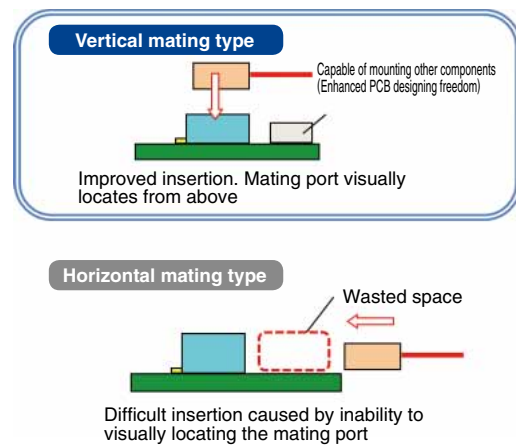 Vertical mating type
Capable of mounting other components
(Enhanced PCB designing freedom)
Improved insertion. Mating port visually
locates from above
Horizontal mating type
Wasted space
Difficult insertion caused by inability to
visually locating the mating port